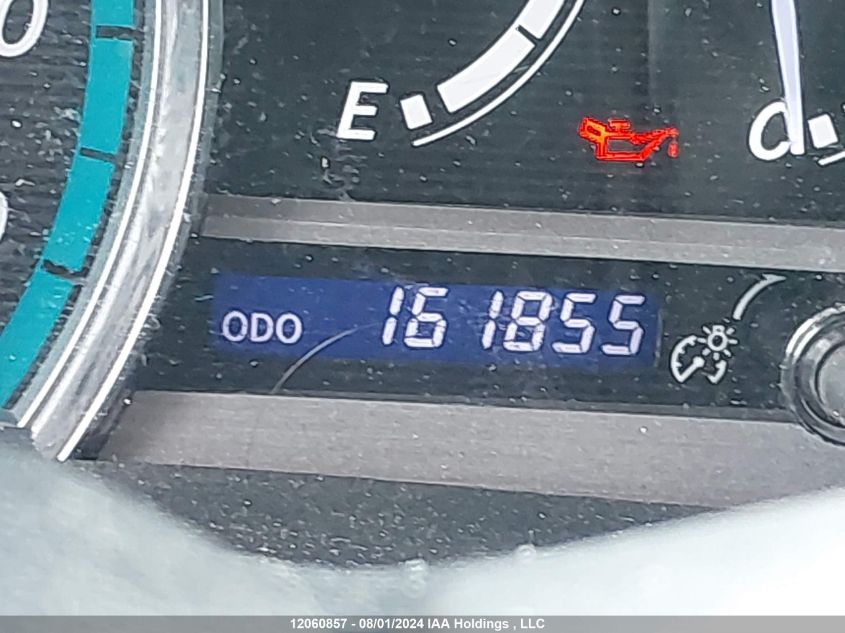 E
C
ODO 161855
12060857 - 08/01/2024 IAA Holdings , LLC